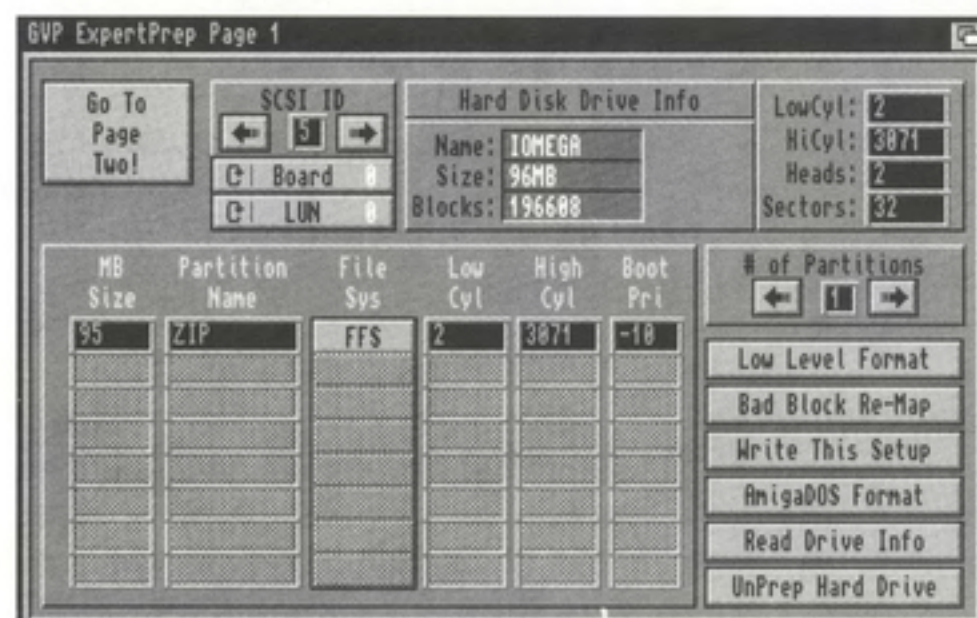 GVP ExpertPrep Page 1
Go To
Page
Two!
SCSI ID
5
Board 0
LUN 0
Hard Disk Drive Info
Name: IOMEGA
Size: 96MB
Blocks: 196608
LowCyl: 2
HiCyl: 3071
Heads: 2
Sectors: 32
MB Size
Partition Name
File Sys
Low Cyl
High Cyl
Boot Pri
95 ZIP FFS 2 3071 -10
# of Partitions
1
Low Level Format
Bad Block Re-Map
Write This Setup
AmigaDOS Format
Read Drive Info
UnPrep Hard Drive